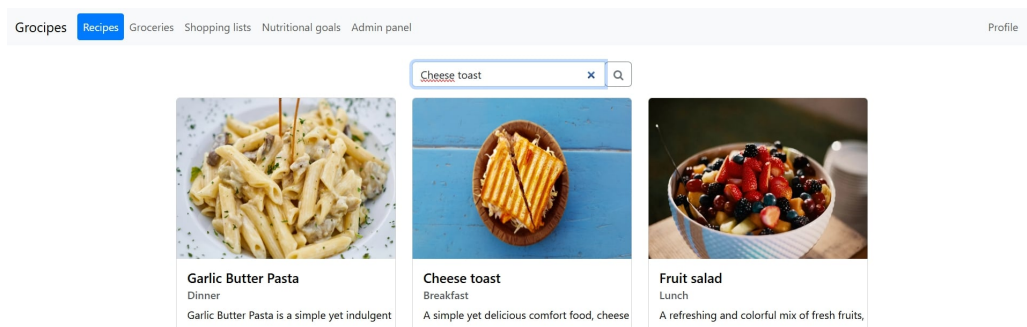 Grocipes Recipes Groceries Shopping lists Nutritional goals Admin panel Profile
Cheese toast
Garlic Butter Pasta
Dinner
Garlic Butter Pasta is a simple yet indulgent
Cheese toast
Breakfast
A simple yet delicious comfort food, cheese
Fruit salad
Lunch
A refreshing and colorful mix of fresh fruits,